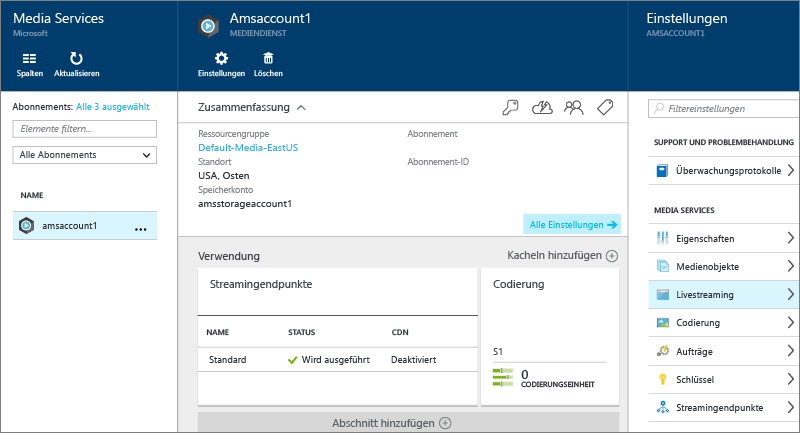 Media Services
Microsoft
Spalten
Aktualisieren
Abonnements: Alle 3 ausgewählt
Elemente filtern...
Alle Abonnements
NAME
amsaccount1
...
Amsaccount1
MEDIENDIENST
Einstellungen
Löschen
Zusammenfassung
Ressourcengruppe
Default-Media-EastUS
Standort
USA, Osten
Speicherkonto
amsstorageaccount1
Abonnement
Abonnement-ID
Alle Einstellungen
Verwendung
Kacheln hinzufügen
Streamingendpunkte
NAME STATUS CDN
Standard Wird ausgeführt Deaktiviert
Codierung
S1
0
CODIERUNGSEINHEIT
Abschnitt hinzufügen
Einstellungen
AMSACCOUNT1
Filtereinstellungen
SUPPORT UND PROBLEMBEHANDLUNG
Überwachungsprotokolle
MEDIA SERVICES
Eigenschaften
Medienobjekte
Livestreaming
Codierung
Aufträge
Schlüssel
Streamingendpunkte